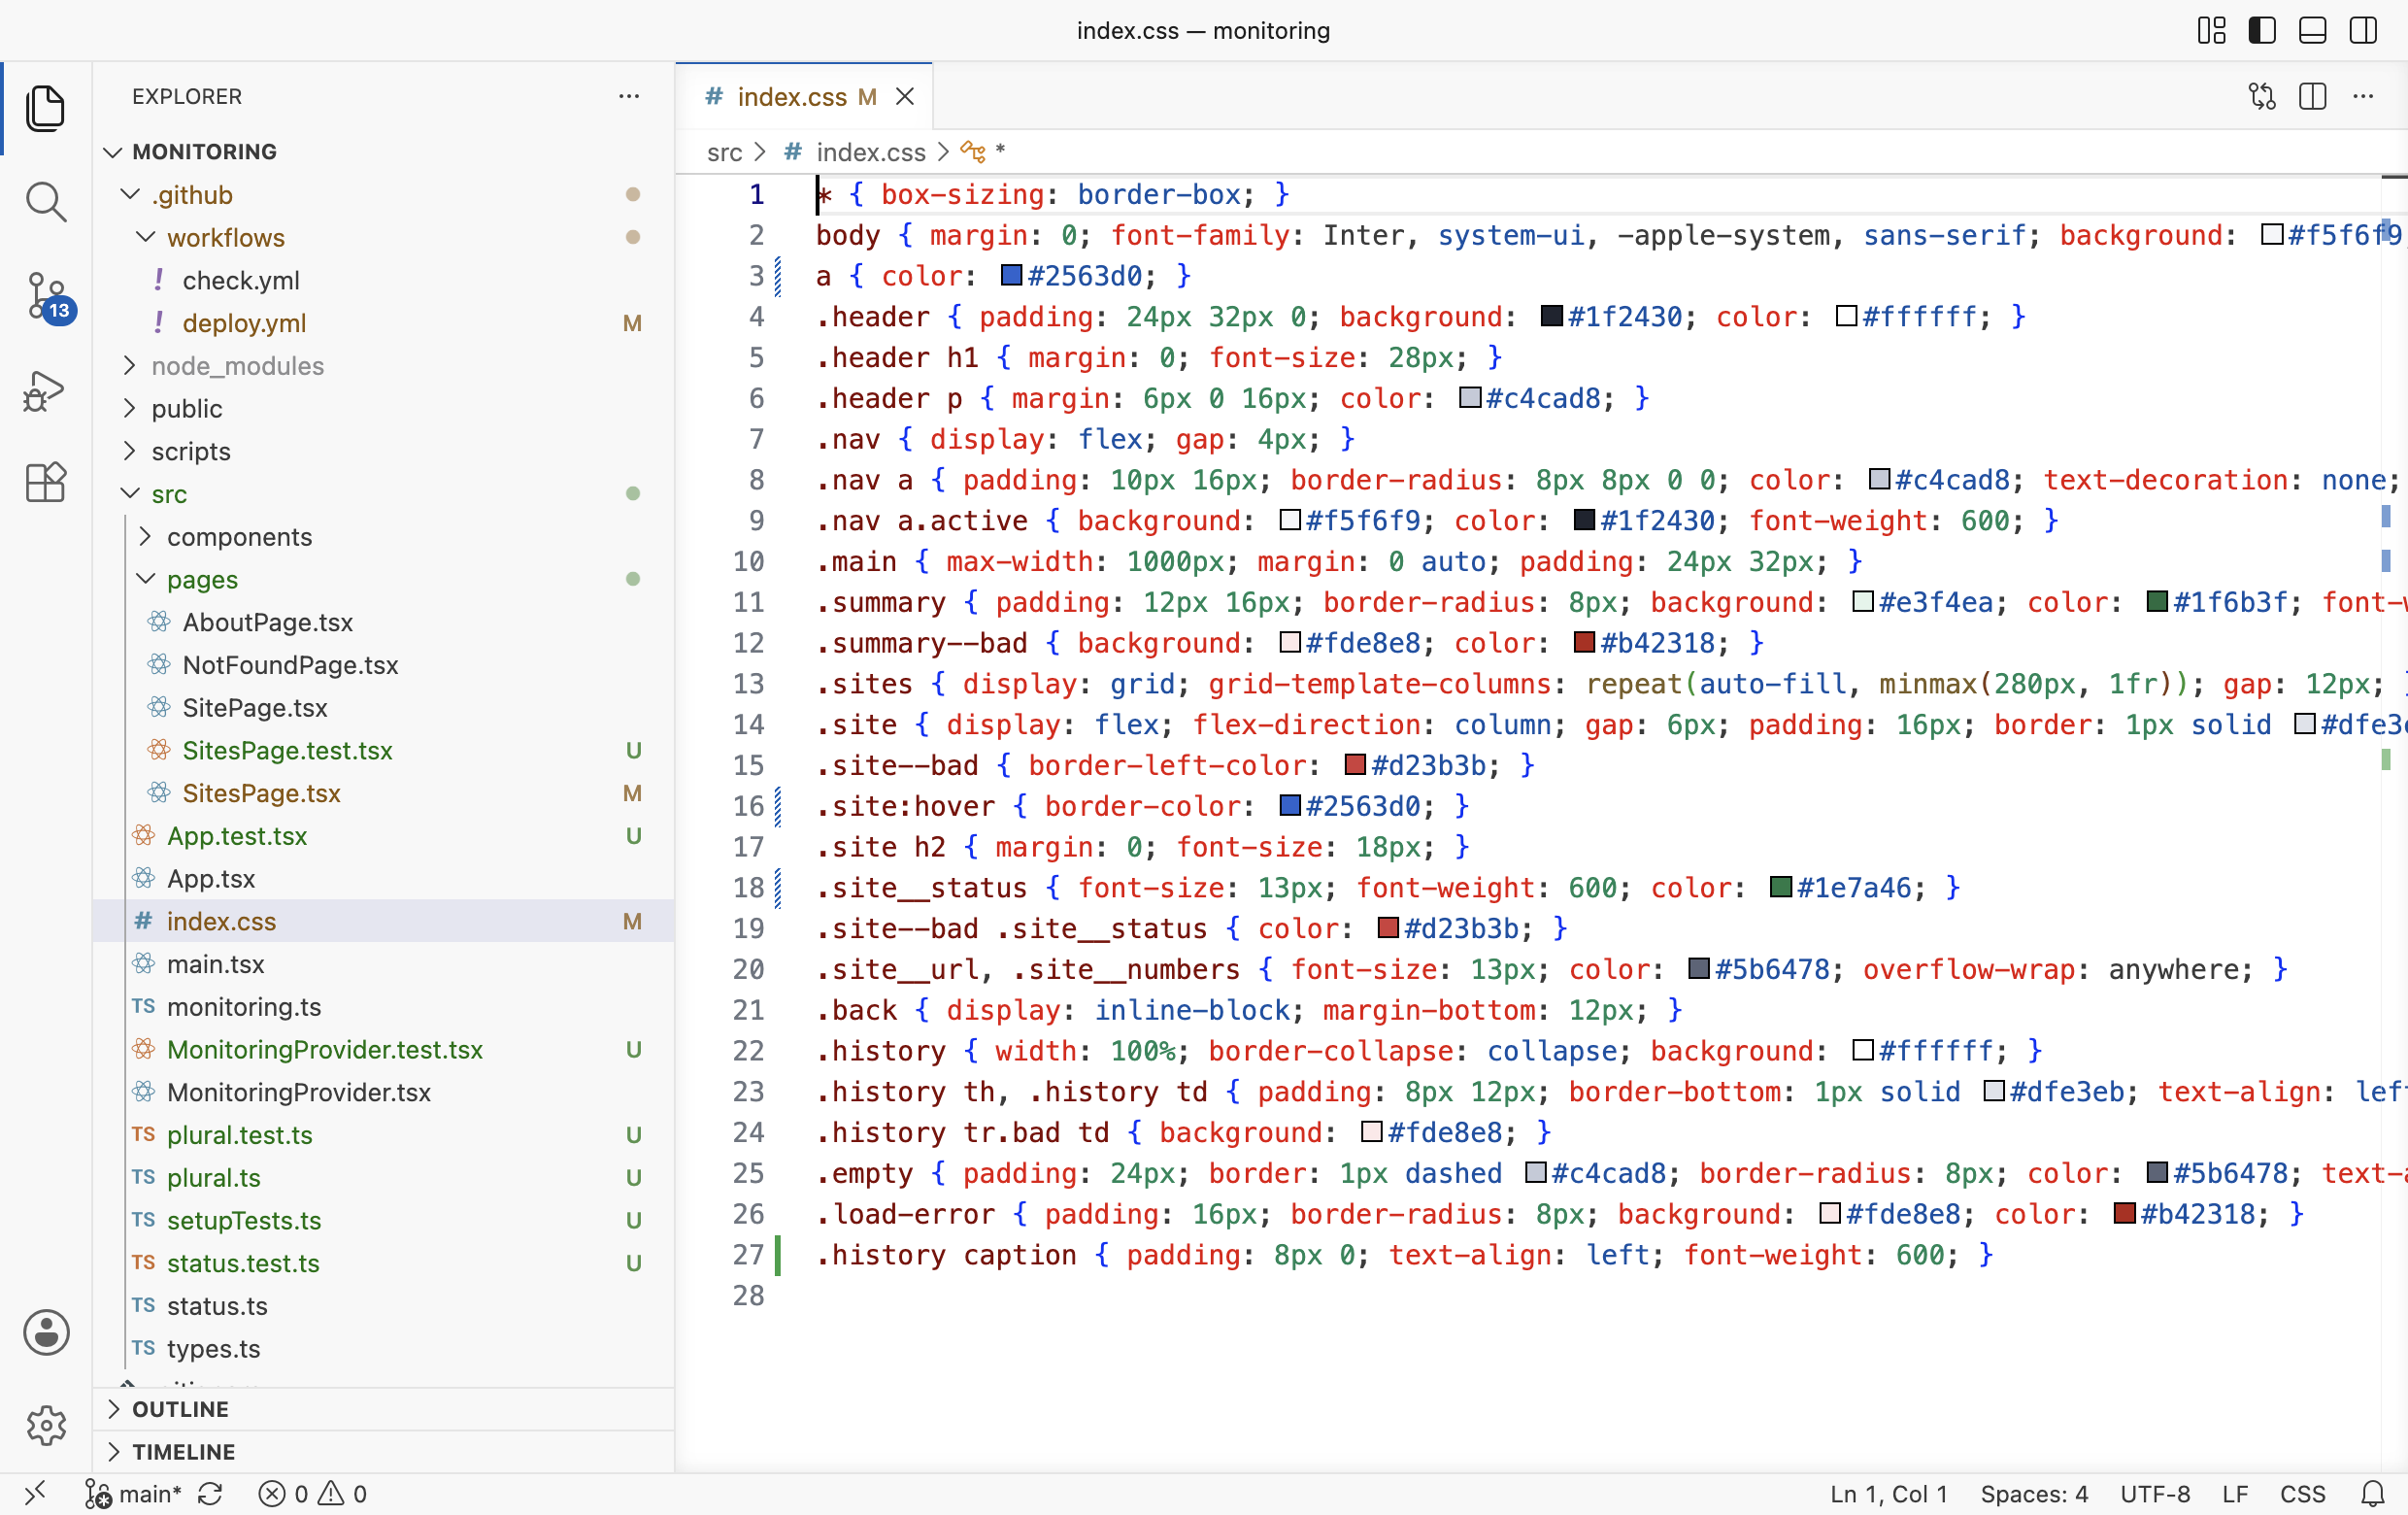 index.css — monitoring
EXPLORER
MONITORING
.github
workflows
! check.yml
! deploy.yml M
node_modules
public
scripts
src
components
pages
AboutPage.tsx
NotFoundPage.tsx
SitePage.tsx
SitesPage.test.tsx U
SitesPage.tsx M
App.test.tsx U
App.tsx
# index.css M
main.tsx
TS monitoring.ts
MonitoringProvider.test.tsx U
MonitoringProvider.tsx
TS plural.test.ts U
TS plural.ts U
TS setupTests.ts U
TS status.test.ts U
TS status.ts
TS types.ts
OUTLINE
TIMELINE
13
# index.css M
src > # index.css > *
1 * { box-sizing: border-box; }
2 body { margin: 0; font-family: Inter, system-ui, -apple-system, sans-serif; background: #f5f6f9
3 a { color: #2563d0; }
4 .header { padding: 24px 32px 0; background: #1f2430; color: #ffffff; }
5 .header h1 { margin: 0; font-size: 28px; }
6 .header p { margin: 6px 0 16px; color: #c4cad8; }
7 .nav { display: flex; gap: 4px; }
8 .nav a { padding: 10px 16px; border-radius: 8px 8px 0 0; color: #c4cad8; text-decoration: none;
9 .nav a.active { background: #f5f6f9; color: #1f2430; font-weight: 600; }
10 .main { max-width: 1000px; margin: 0 auto; padding: 24px 32px; }
11 .summary { padding: 12px 16px; border-radius: 8px; background: #e3f4ea; color: #1f6b3f; font-
12 .summary--bad { background: #fde8e8; color: #b42318; }
13 .sites { display: grid; grid-template-columns: repeat(auto-fill, minmax(280px, 1fr)); gap: 12px; }
14 .site { display: flex; flex-direction: column; gap: 6px; padding: 16px; border: 1px solid #dfe3
15 .site--bad { border-left-color: #d23b3b; }
16 .site:hover { border-color: #2563d0; }
17 .site h2 { margin: 0; font-size: 18px; }
18 .site__status { font-size: 13px; font-weight: 600; color: #1e7a46; }
19 .site--bad .site__status { color: #d23b3b; }
20 .site__url, .site__numbers { font-size: 13px; color: #5b6478; overflow-wrap: anywhere; }
21 .back { display: inline-block; margin-bottom: 12px; }
22 .history { width: 100%; border-collapse: collapse; background: #ffffff; }
23 .history th, .history td { padding: 8px 12px; border-bottom: 1px solid #dfe3eb; text-align: lef
24 .history tr.bad td { background: #fde8e8; }
25 .empty { padding: 24px; border: 1px dashed #c4cad8; border-radius: 8px; color: #5b6478; text-
26 .load-error { padding: 16px; border-radius: 8px; background: #fde8e8; color: #b42318; }
27 .history caption { padding: 8px 0; text-align: left; font-weight: 600; }
28
main* 0 0
Ln 1, Col 1 Spaces: 4 UTF-8 LF CSS